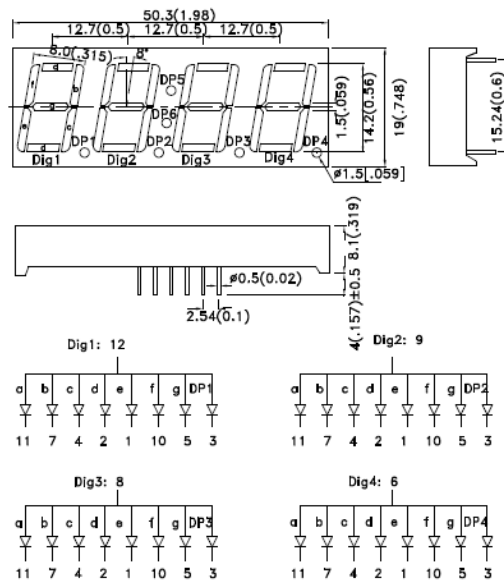 50.3(1.98)
12.7(0.5) 12.7(0.5) 12.7(0.5)
8.0(.315) 8°
a
f b
g
e c
d
DP5
DP6
DP1 DP2 DP3 DP4
Dig1 Dig2 Dig3 Dig4
1.5(.059)
14.2(0.56)
19(.748)
15.24(0.6)
ø1.5[.059]
8.1(.319)
4(.157)±0.5
ø0.5(0.02)
2.54(0.1)
Dig1: 12
a b c d e f g DP1
11 7 4 2 1 10 5 3
Dig2: 9
a b c d e f g DP2
11 7 4 2 1 10 5 3
Dig3: 8
a b c d e f g DP3
11 7 4 2 1 10 5 3
Dig4: 6
a b c d e f g DP4
11 7 4 2 1 10 5 3